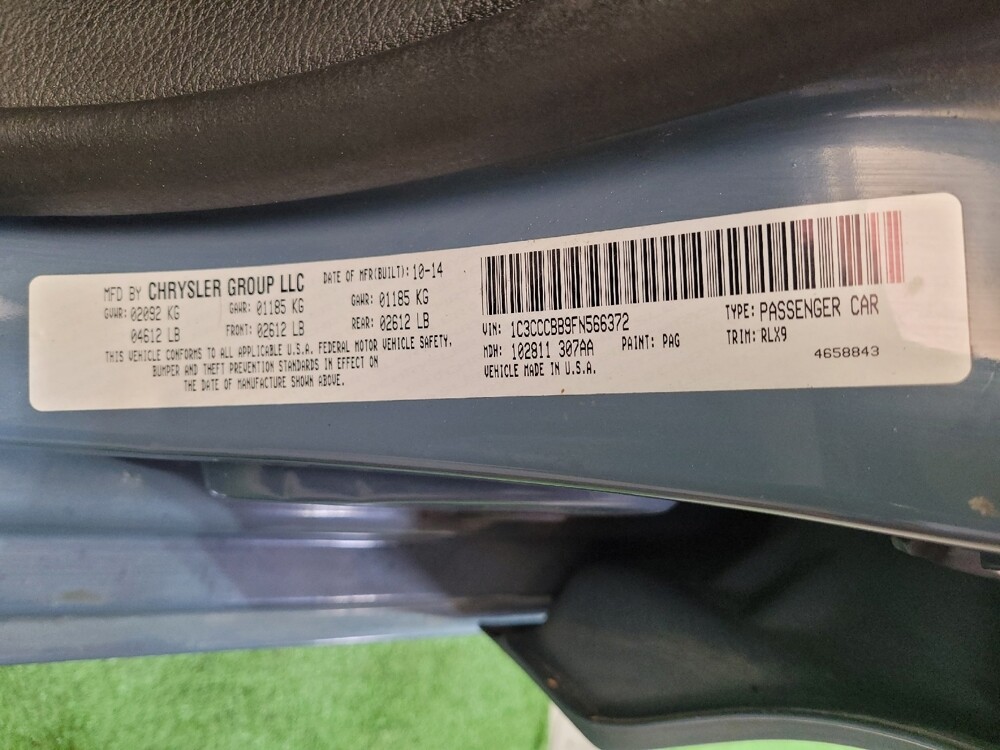 MFD BY CHRYSLER GROUP LLC DATE OF MFR(BUILT): 10-14
GVWR: 02092 KG GAWR: 01185 KG GAWR: 01185 KG
04612 LB FRONT: 02612 LB REAR: 02612 LB
THIS VEHICLE CONFORMS TO ALL APPLICABLE U.S.A. FEDERAL MOTOR VEHICLE SAFETY,
BUMPER AND THEFT PREVENTION STANDARDS IN EFFECT ON
THE DATE OF MANUFACTURE SHOWN ABOVE.
VIN: 1C3CCCBB9FN566372 TYPE: PASSENGER CAR
MDH: 102811 307AA PAINT: PAG TRIM: RLX9
VEHICLE MADE IN U.S.A. 4658843